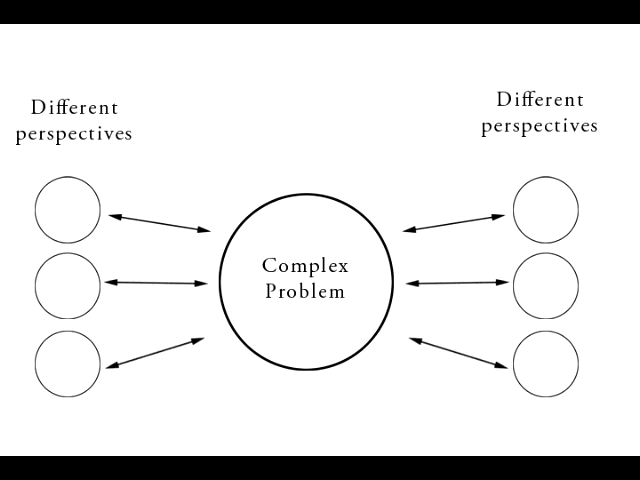 Different
perspectives
Different
perspectives
Complex
Problem